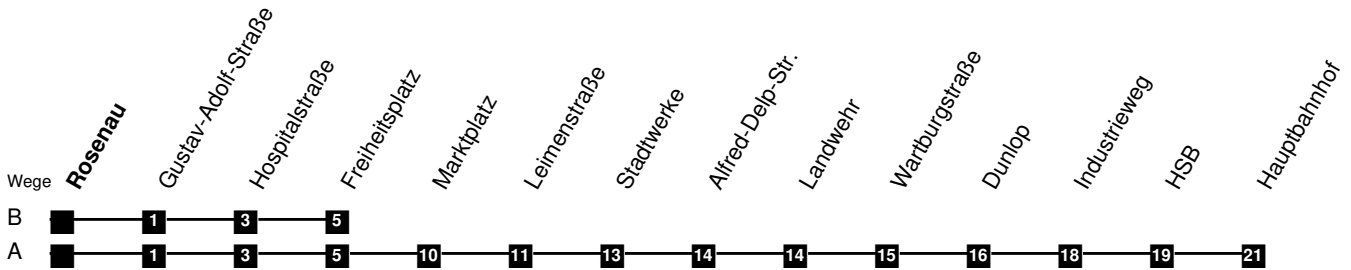 Wege
Rosenau
Gustav-Adolf-Straße
Hospitalstraße
Freiheitsplatz
Marktplatz
Leimenstraße
Stadtwerke
Alfred-Delp-Str.
Landwehr
Wartburgstraße
Dunlop
Industrieweg
HSB
Hauptbahnhof
B 1 3 5
A 1 3 5 10 11 13 14 14 15 16 18 19 21